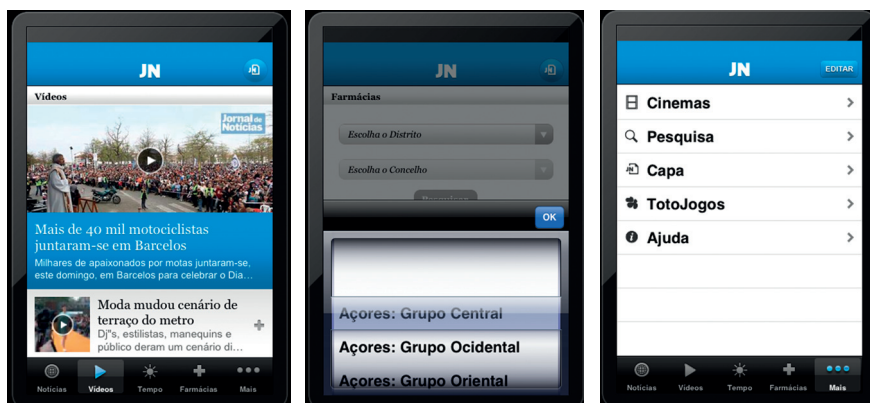 JN
Vídeos
Jornal de
Notícias
Mais de 40 mil motociclistas
juntaram-se em Barcelos
Milhares de apaixonados por motas juntaram-se,
este domingo, em Barcelos para celebrar o Dia...
Moda mudou cenário de
terraço do metro
Dj"s, estilistas, manequins e
público deram um cenário di...
Notícias Vídeos Tempo Farmácias Mais
JN
Farmácias
Escolha o Distrito
Escolha o Concelho
OK
Açores: Grupo Central
Açores: Grupo Ocidental
Açores: Grupo Oriental
JN EDITAR
Cinemas
Pesquisa
Capa
TotoJogos
Ajuda
Notícias Vídeos Tempo Farmácias Mais